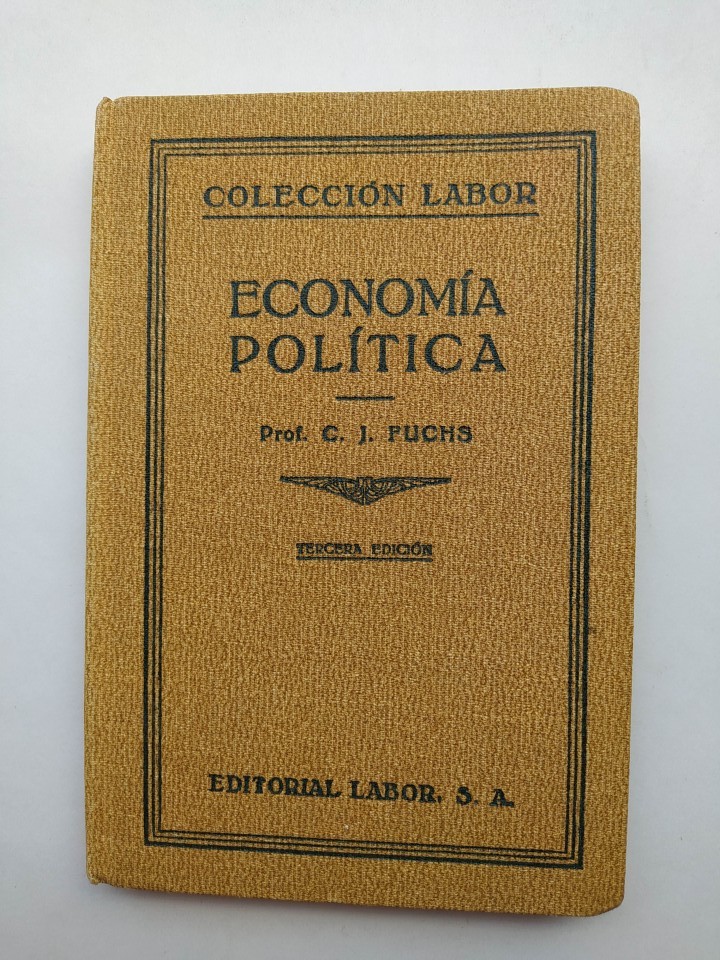 COLECCIÓN LABOR
ECONOMÍA
POLÍTICA
Prof. C. J. FUCHS
TERCERA EDICIÓN
EDITORIAL LABOR, S. A.